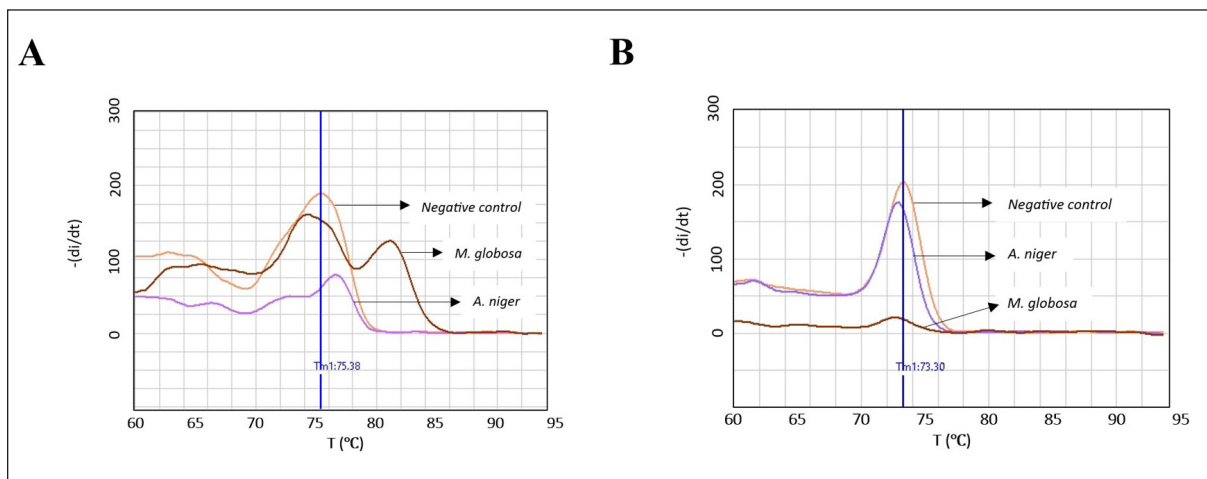 A
300
200
100
0
-(di/dt)
Negative control
M. globosa
A. niger
Tm1:75.38
60 65 70 75 80 85 90 95
T (ºC)
B
300
200
100
0
-(di/dt)
Negative control
A. niger
M. globosa
Tm1:73.30
60 65 70 75 80 85 90 95
T (ºC)